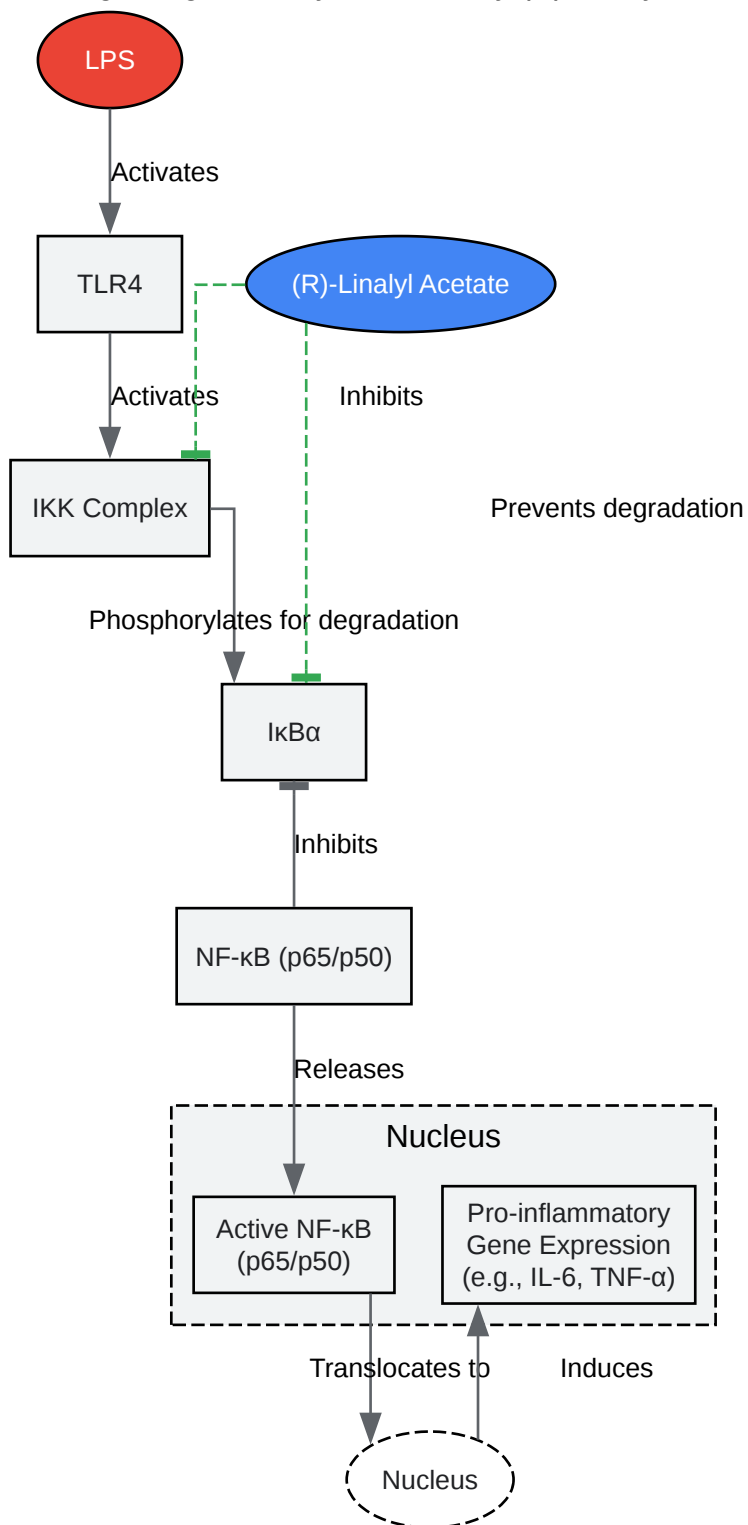 LPS
Activates
TLR4
(R)-Linalyl Acetate
Activates
Inhibits
IKK Complex
Prevents degradation
Phosphorylates for degradation
IκBα
Inhibits
NF-κB (p65/p50)
Releases
Nucleus
Active NF-κB
(p65/p50)
Pro-inflammatory
Gene Expression
(e.g., IL-6, TNF-α)
Translocates to
Induces
Nucleus